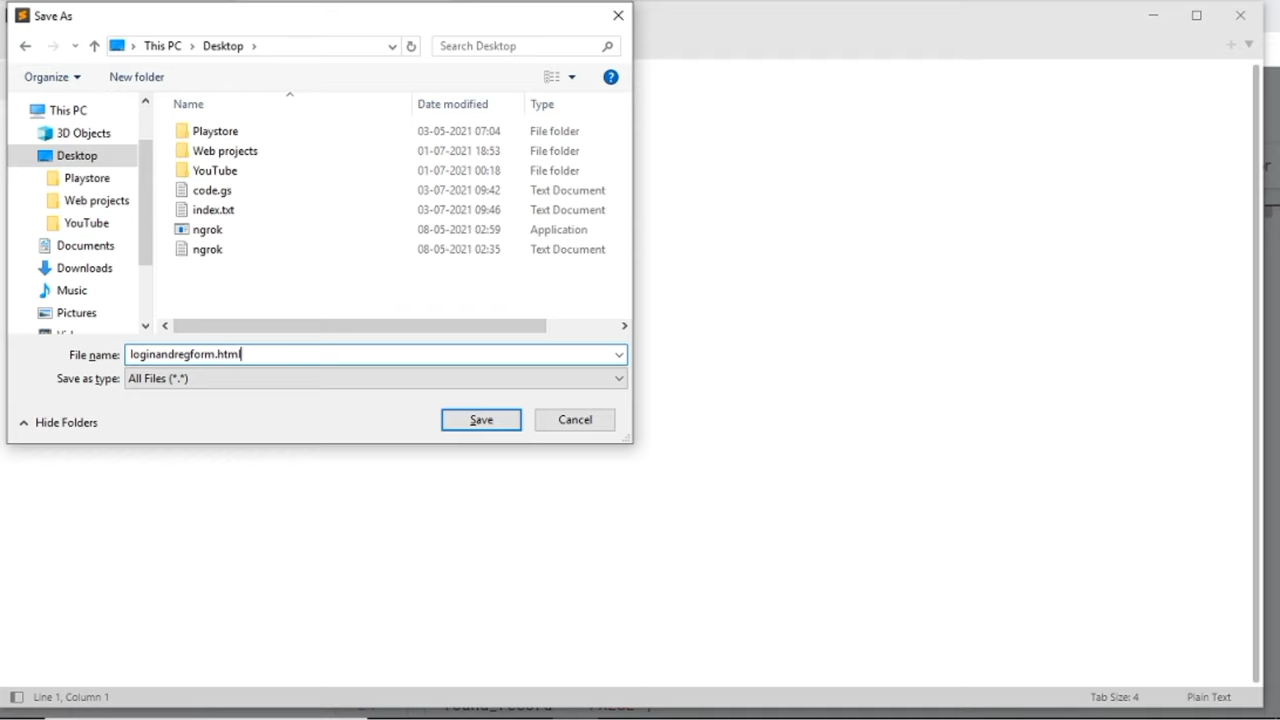 Save As
This PC
Desktop
Search Desktop
Organize
New folder
?
Name
Date modified
Type
This PC
3D Objects
Desktop
Playstore
Web projects
YouTube
Documents
Downloads
Music
Pictures
Playstore 03-05-2021 07:04 File folder
Web projects 01-07-2021 18:53 File folder
YouTube 01-07-2021 00:18 File folder
code.gs 03-07-2021 09:42 Text Document
index.txt 03-07-2021 09:46 Text Document
ngrok 08-05-2021 02:59 Application
ngrok 08-05-2021 02:35 Text Document
File name: loginandregform.html
Save as type: All Files (*.*)
Hide Folders
Save
Cancel
Line 1, Column 1
Tab Size: 4
Plain Text